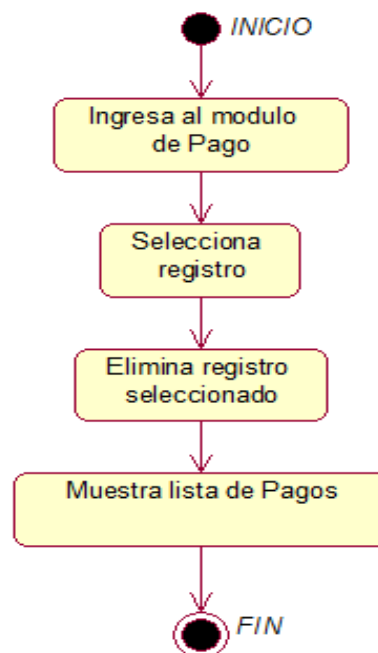 INICIO
Ingresa al modulo
de Pago
Selecciona
registro
Elimina registro
seleccionado
Muestra lista de Pagos
FIN